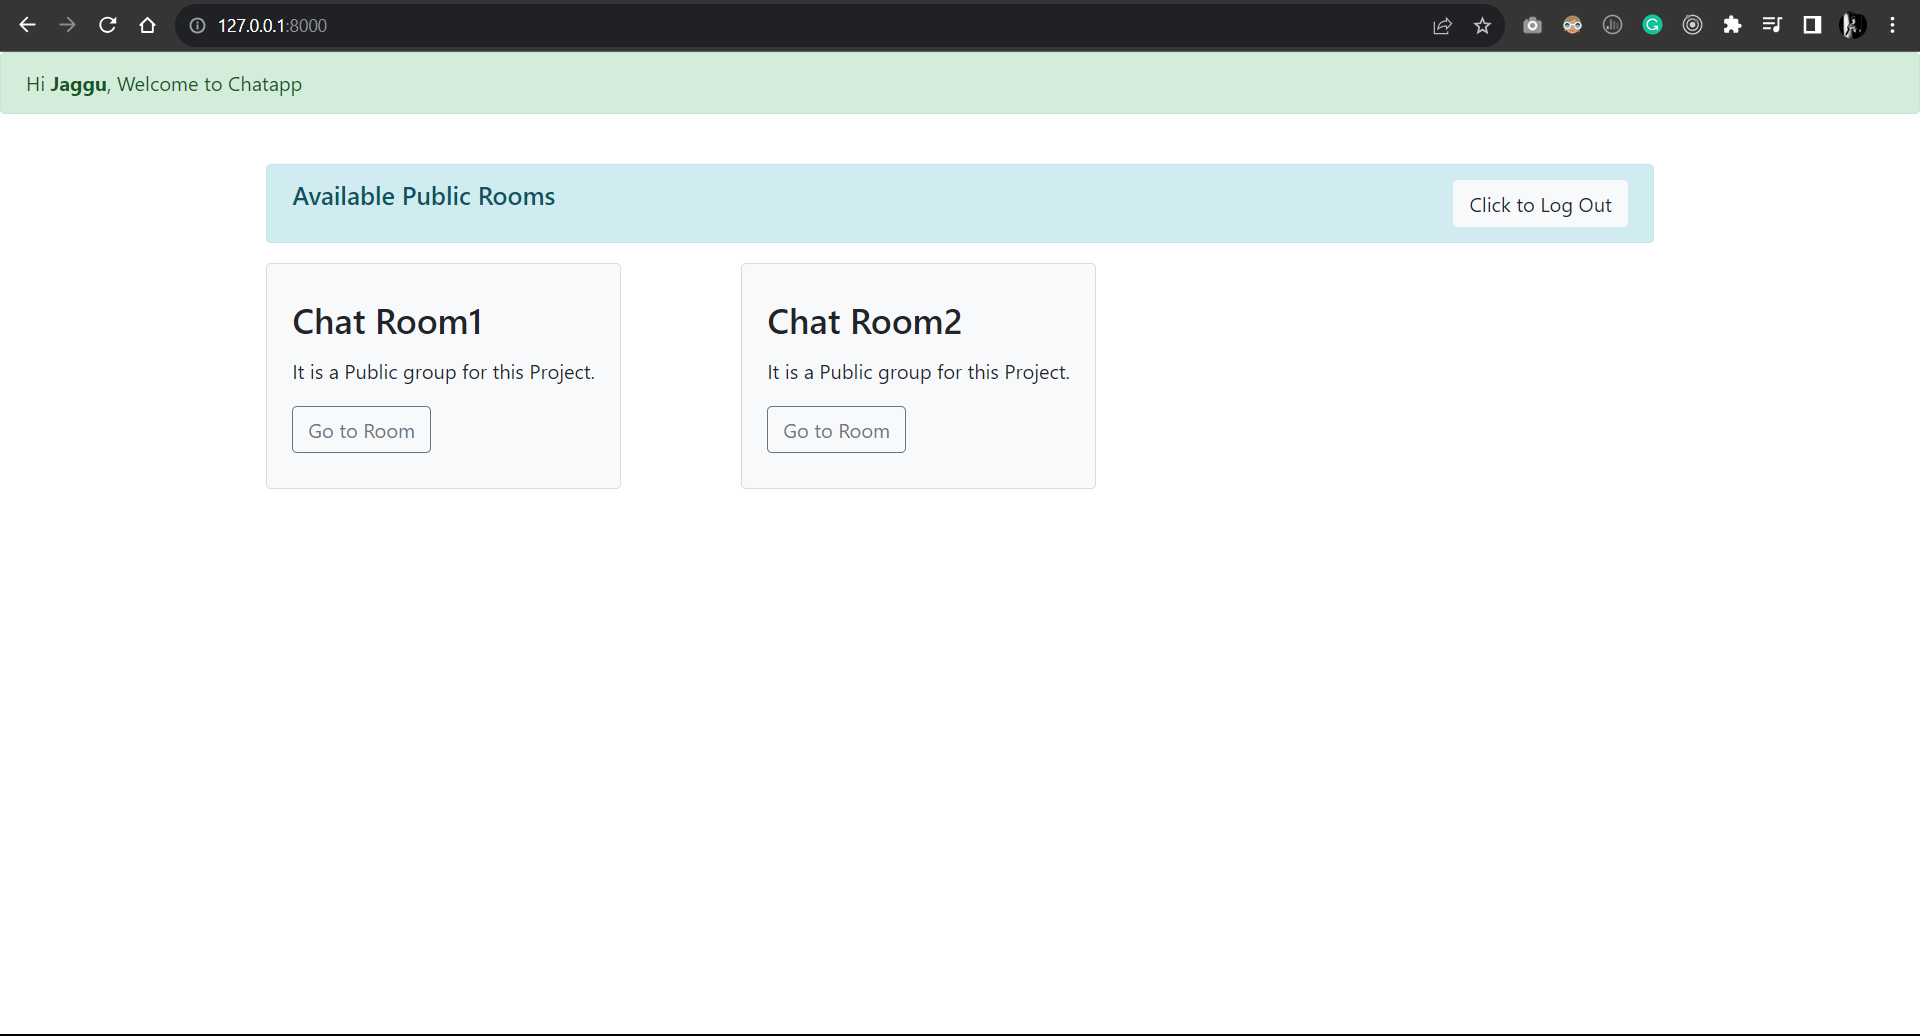 127.0.0.1:8000
Hi Jaggu, Welcome to Chatapp
Available Public Rooms
Click to Log Out
Chat Room1
It is a Public group for this Project.
Go to Room
Chat Room2
It is a Public group for this Project.
Go to Room